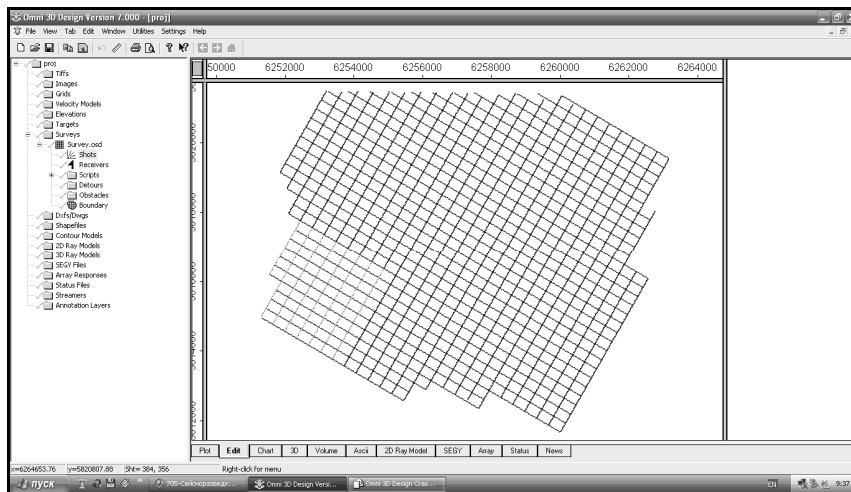 Omni 3D Design Version 7.000 - [proj]
File View Tab Edit Window Utilities Settings Help
proj
Tiffs
Images
Grids
Velocity Models
Elevations
Targets
Surveys
Survey.osd
Shots
Receivers
Scripts
Detours
Obstacles
Boundary
Dxfs/Dwgs
Shapefiles
Contour Models
2D Ray Models
3D Ray Models
SEGY Files
Array Responses
Status Files
Streamers
Annotation Layers
50000 6252000 6254000 6256000 6258000 6260000 6262000 6264000
Plot Edit Chart 3D Volume Ascii 2D Ray Model SEGY Array Status News
x=6264653.76 y=5820807.88 Sht= 384, 356 Right-click for menu
пуск 705-Сейсморазведк... Omni 3D Design Versi... Omni 3D Design Cras... EN 9:37